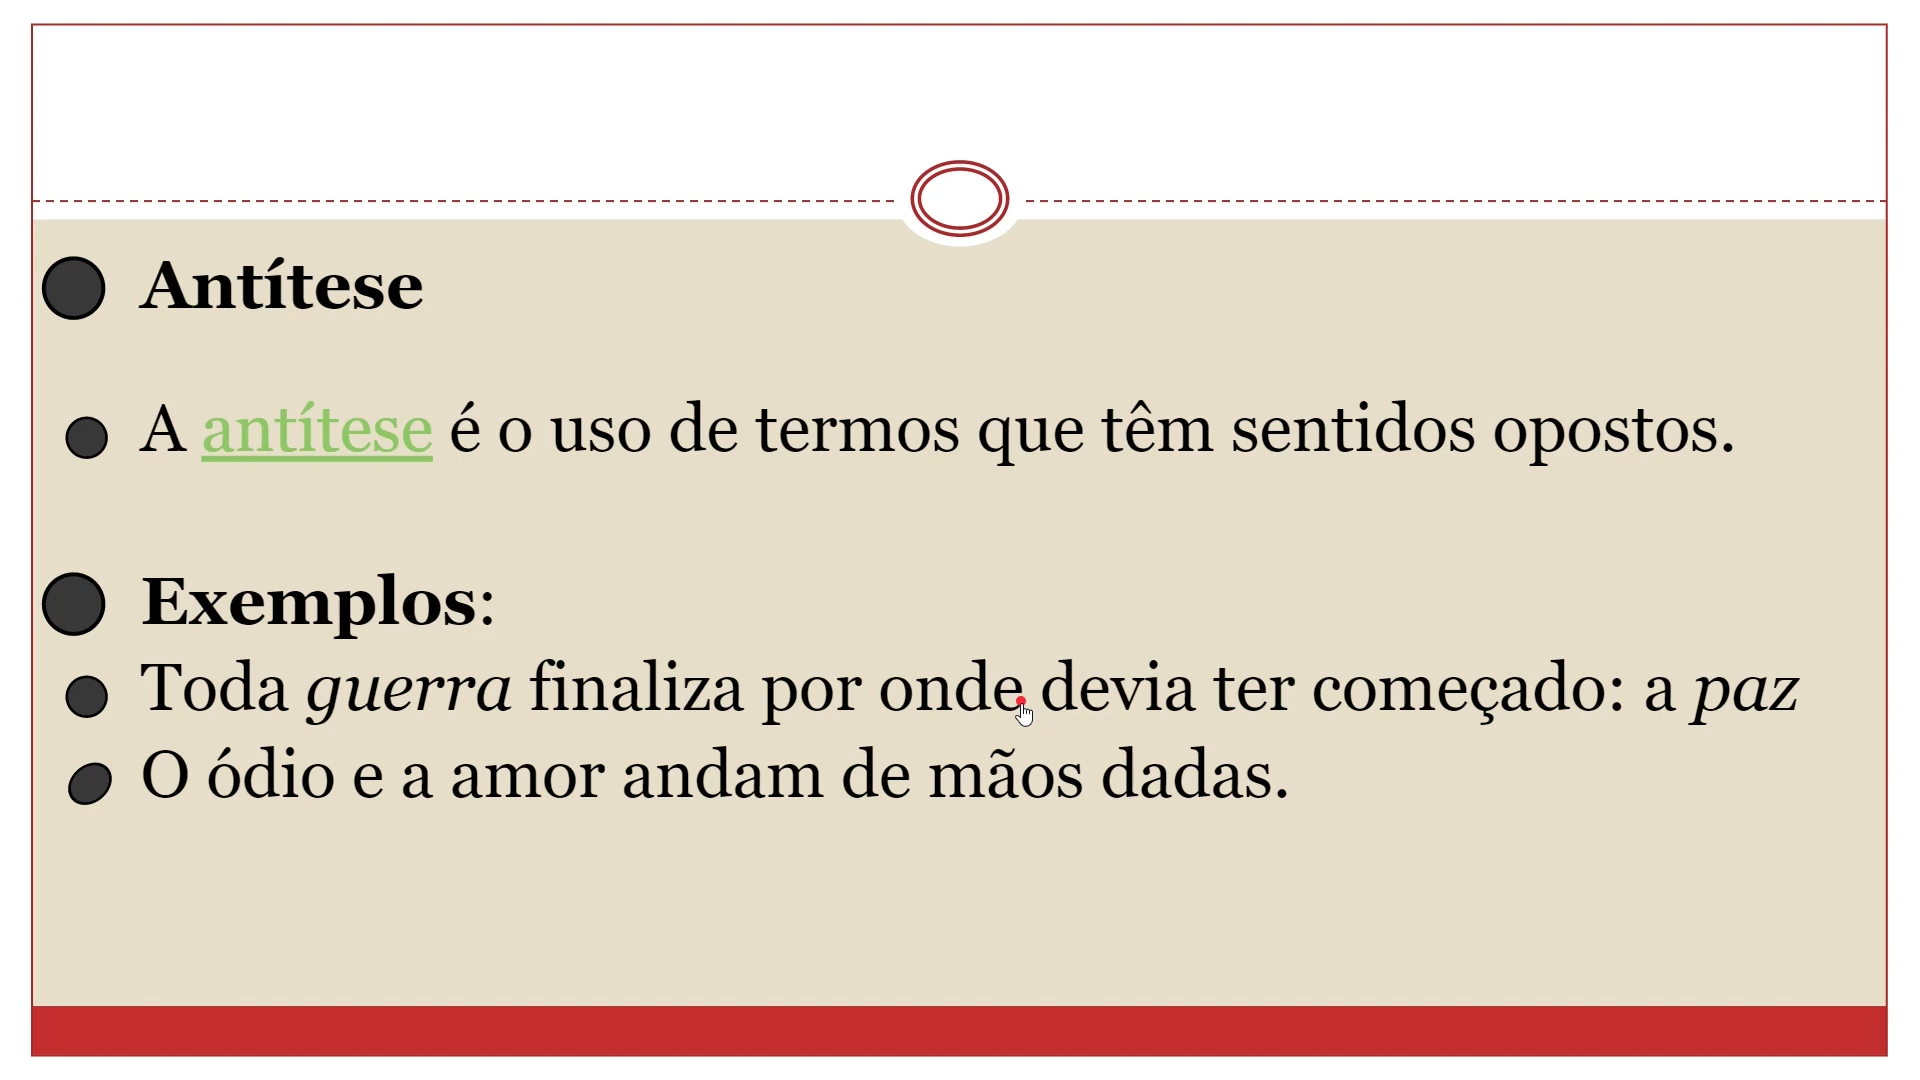 Antítese
A antítese é o uso de termos que têm sentidos opostos.
Exemplos:
Toda guerra finaliza por onde devia ter começado: a paz
O ódio e a amor andam de mãos dadas.